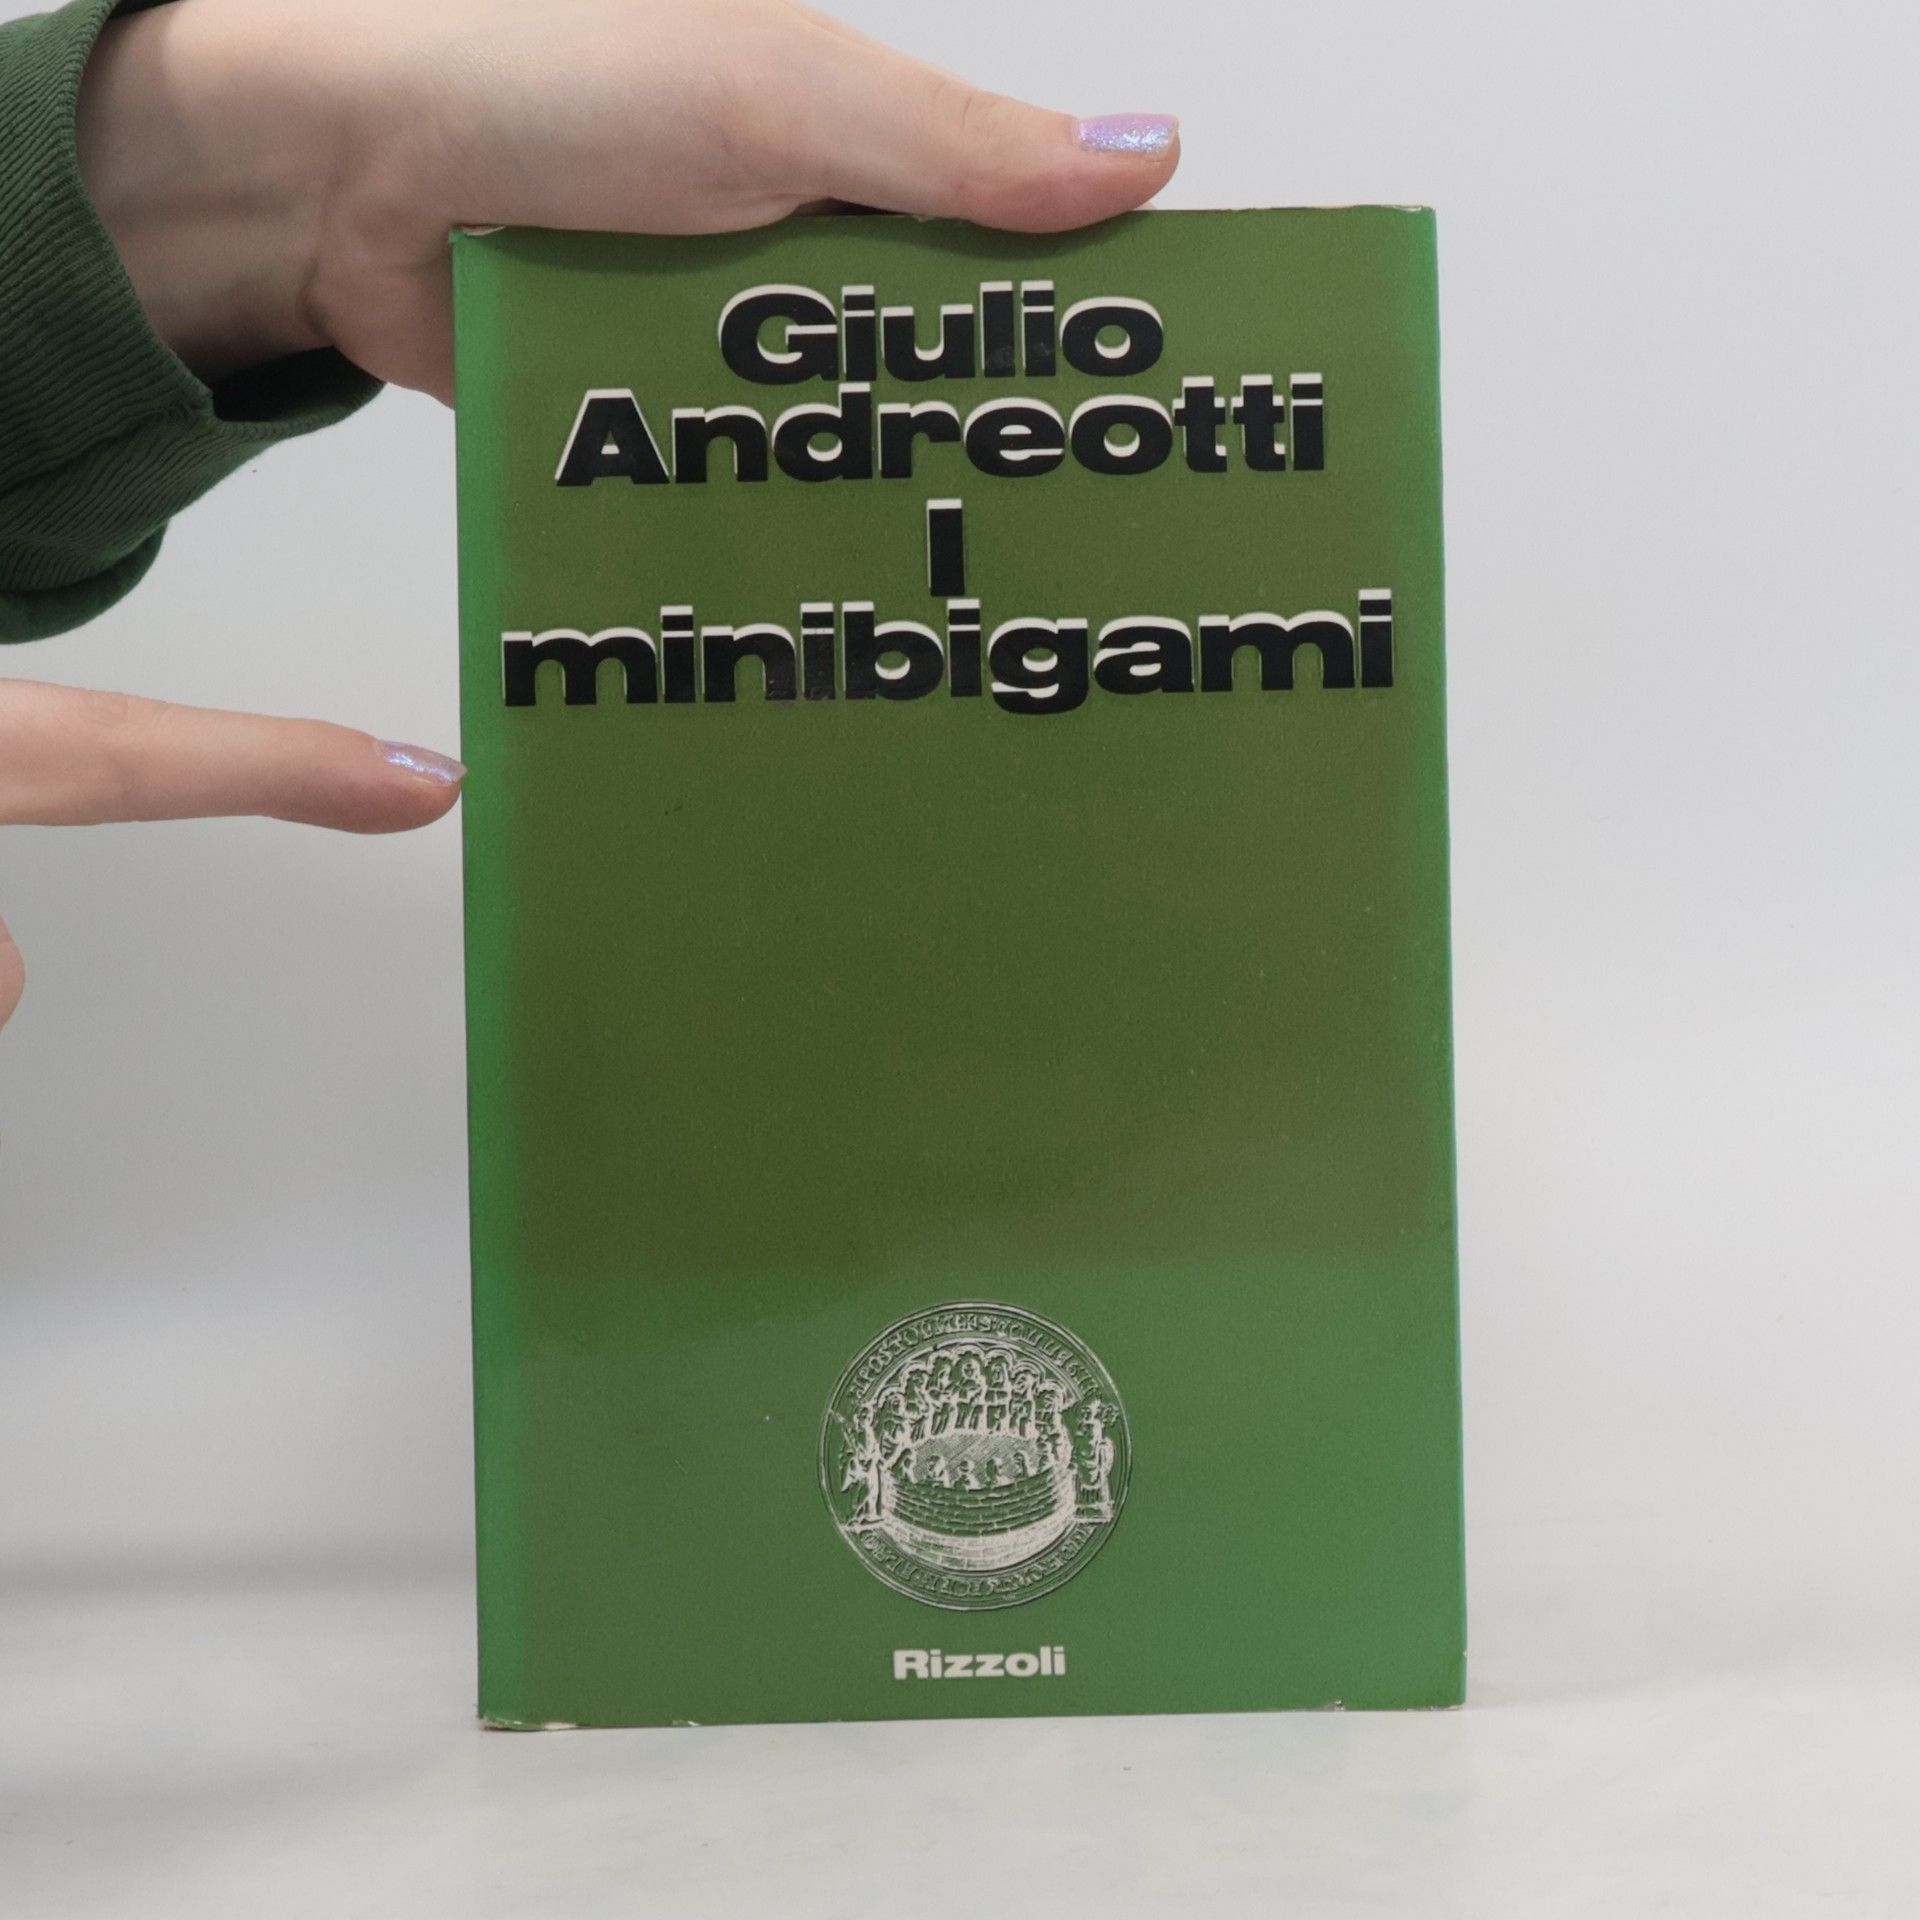 Giulio
Andreotti
I
minibigami
Rizzoli